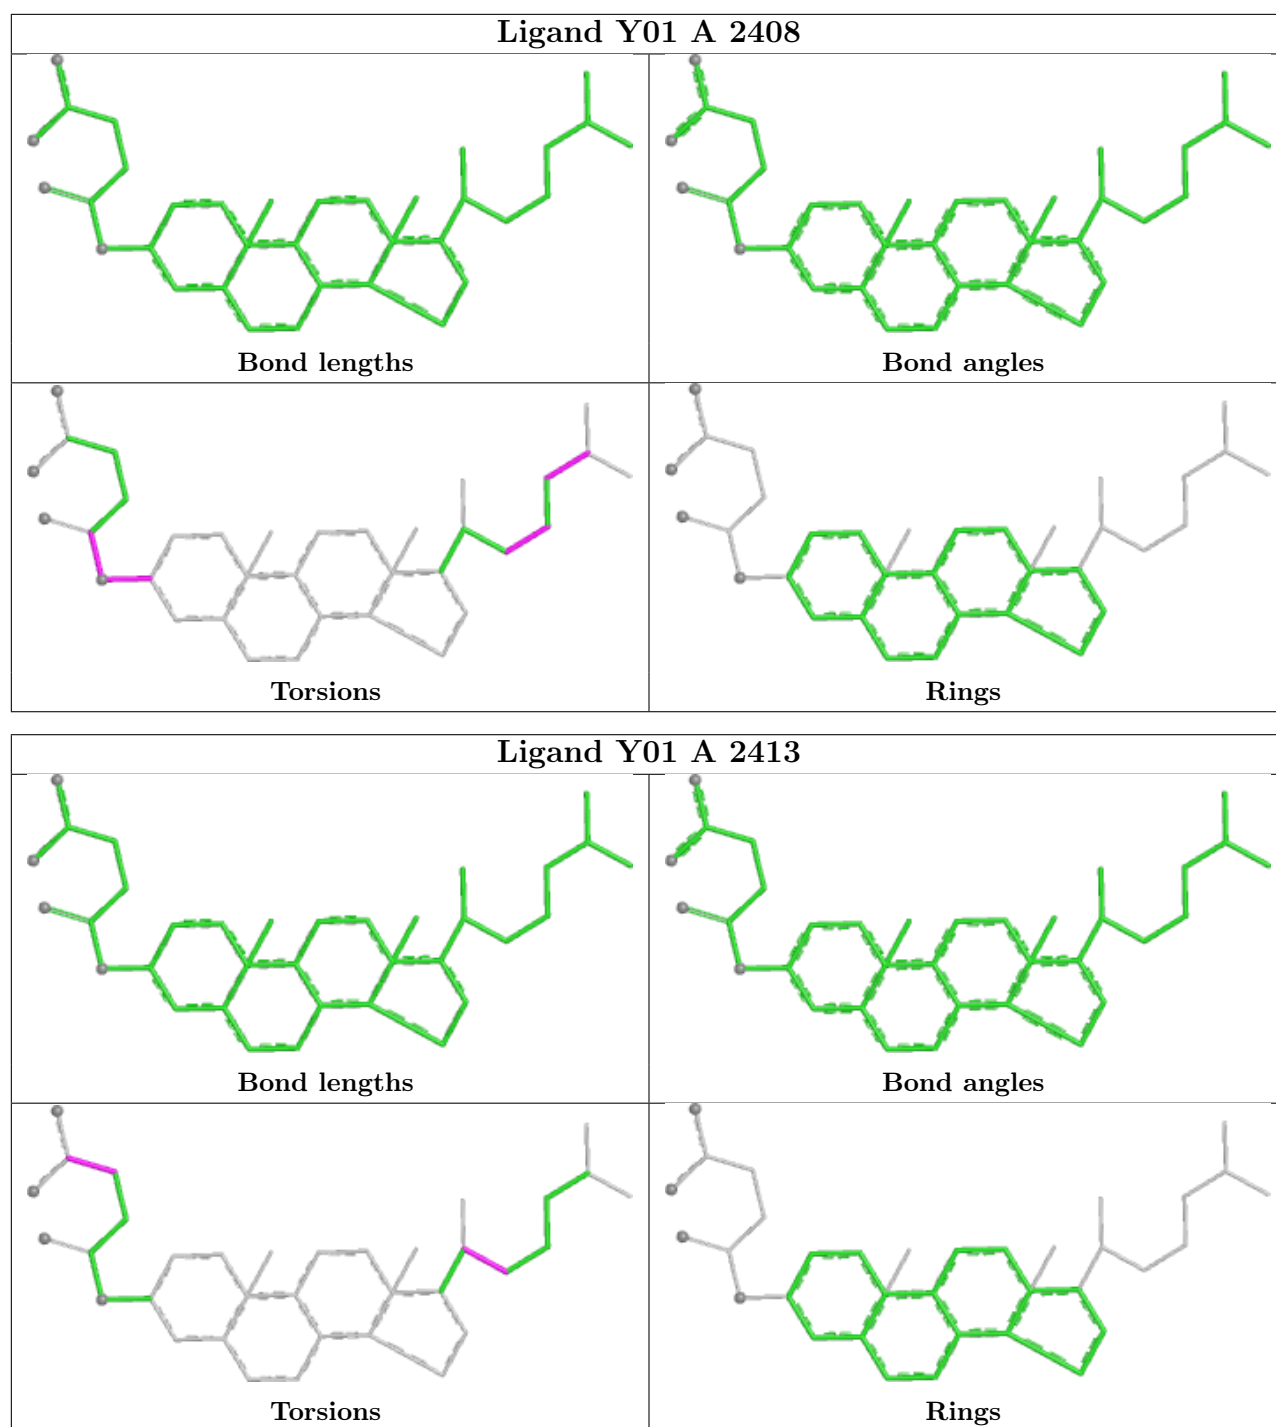 Ligand Y01 A 2408
Bond lengths
Bond angles
Torsions
Rings
Ligand Y01 A 2413
Bond lengths
Bond angles
Torsions
Rings